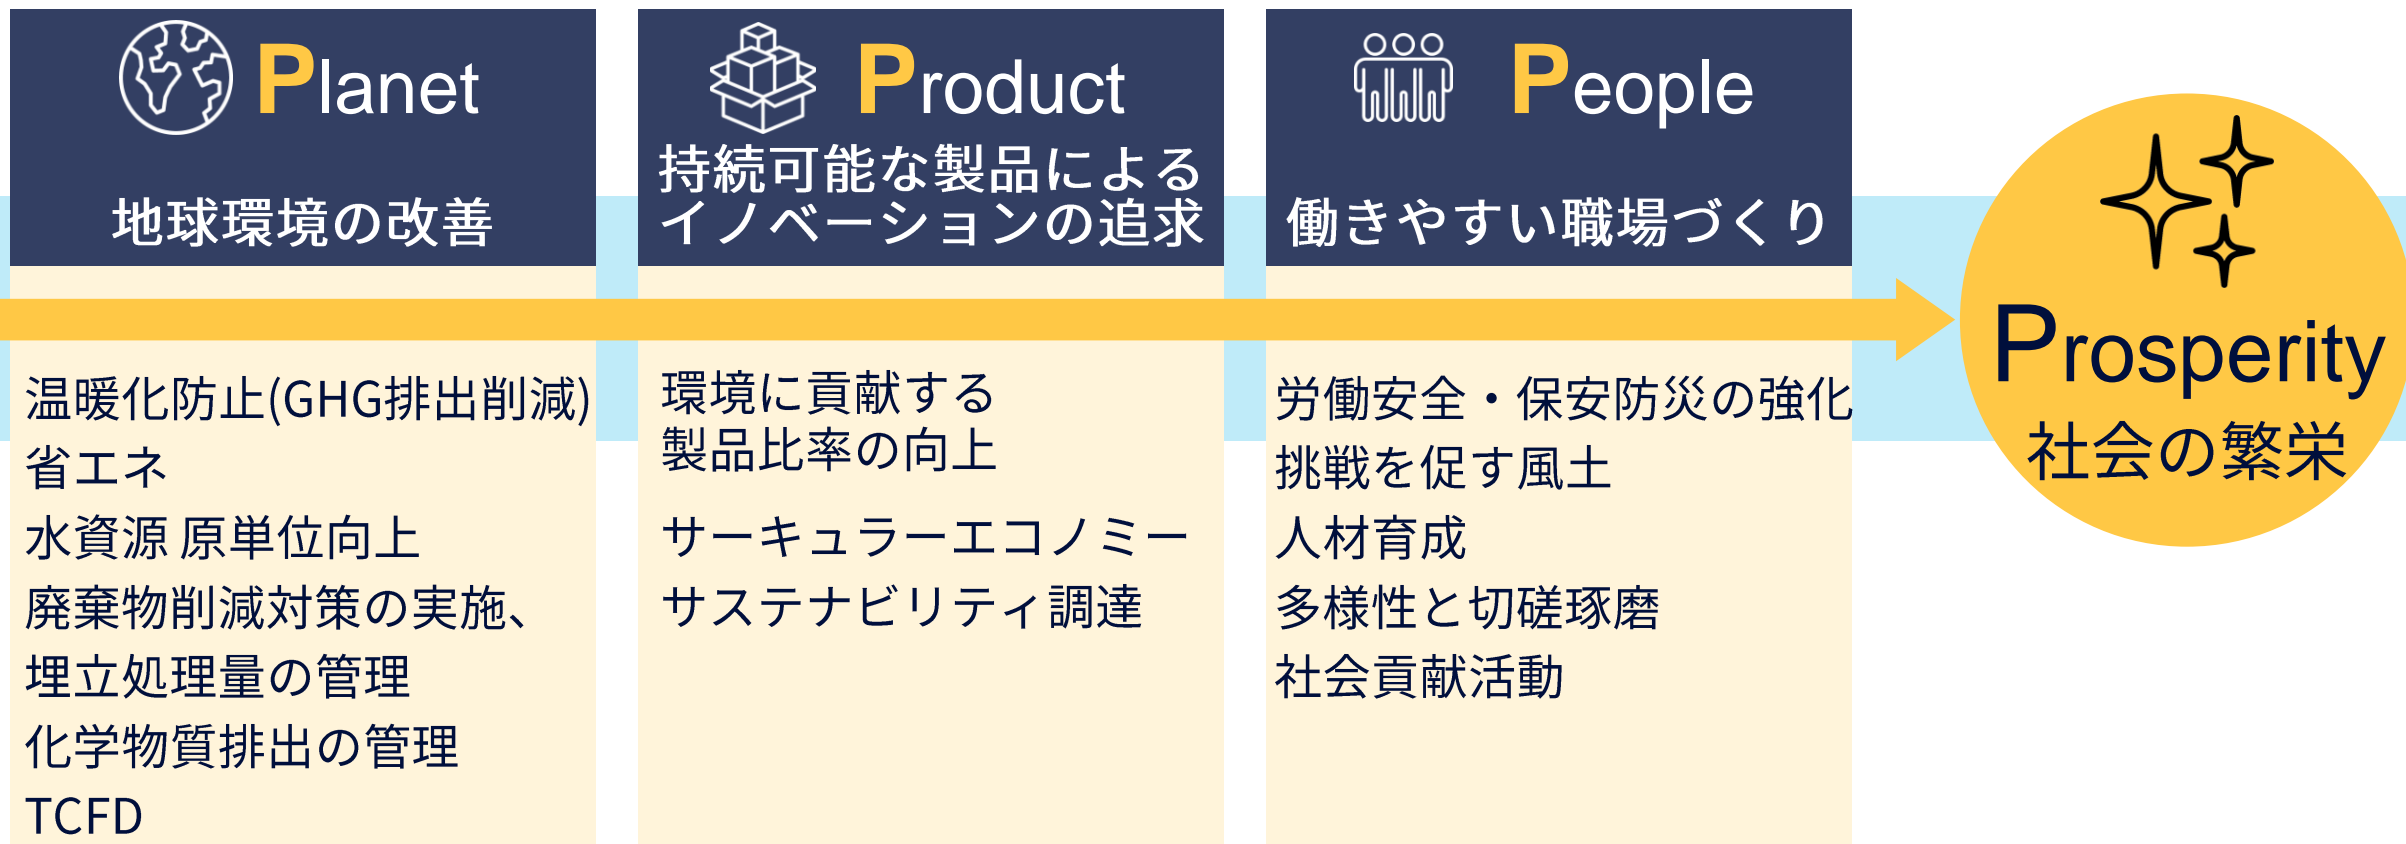 Planet
地球環境の改善
温暖化防止(GHG排出削減)
省エネ
水資源 原単位向上
廃棄物削減対策の実施、
埋立処理量の管理
化学物質排出の管理
TCFD
Product
持続可能な製品による
イノベーションの追求
環境に貢献する
製品比率の向上
サーキュラーエコノミー
サステナビリティ調達
People
働きやすい職場づくり
労働安全・保安防災の強化
挑戦を促す風土
人材育成
多様性と切磋琢磨
社会貢献活動
Prosperity
社会の繁栄